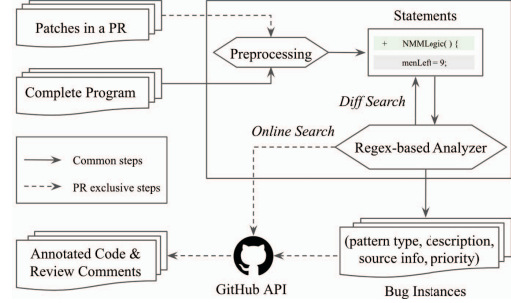 Patches in a PR
Complete Program
Preprocessing
Statements
+ NMMLogic( ) {
menLeft = 9;
Diff Search
Online Search
Regex-based Analyzer
Common steps
PR exclusive steps
Annotated Code &
Review Comments
GitHub API
(pattern type, cescription,
source info, priority)
Bug Instances